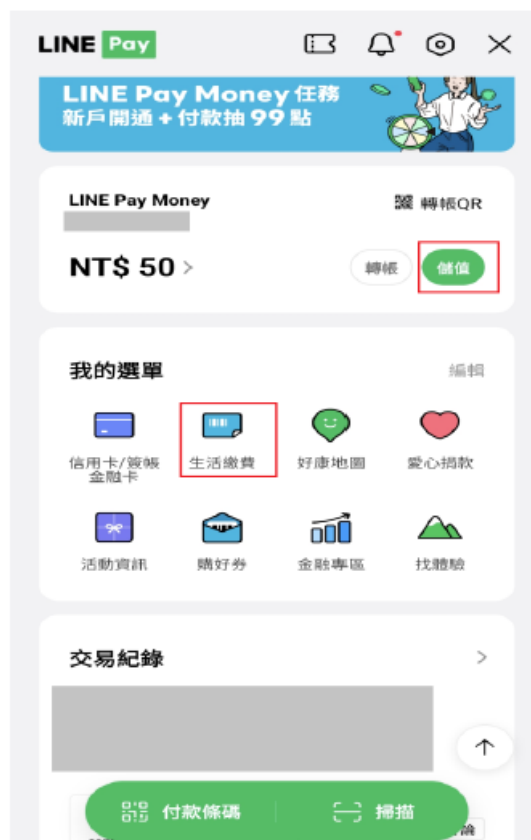 LINE Pay
LINE Pay Money 任務
新戶開通 + 付款抽 99 點
LINE Pay Money
轉帳QR
NT$ 50 >
轉帳
儲值
我的選單
編輯
信用卡/簽帳
金融卡
生活繳費
好康地圖
愛心捐款
活動資訊
購好券
金融專區
找體驗
交易紀錄
付款條碼
掃描